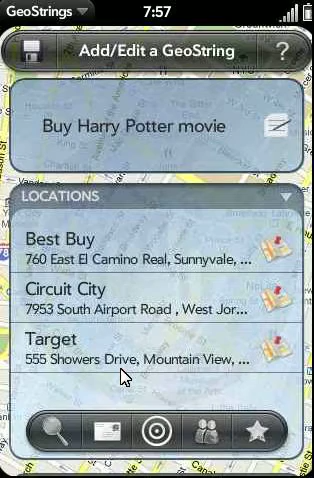 GeoStrings
7:57
Add/Edit a GeoString
?
Buy Harry Potter movie
LOCATIONS
Best Buy
760 East El Camino Real, Sunnyvale, ...
Circuit City
7953 South Airport Road , West Jor...
Target
555 Showers Drive, Mountain View, ...